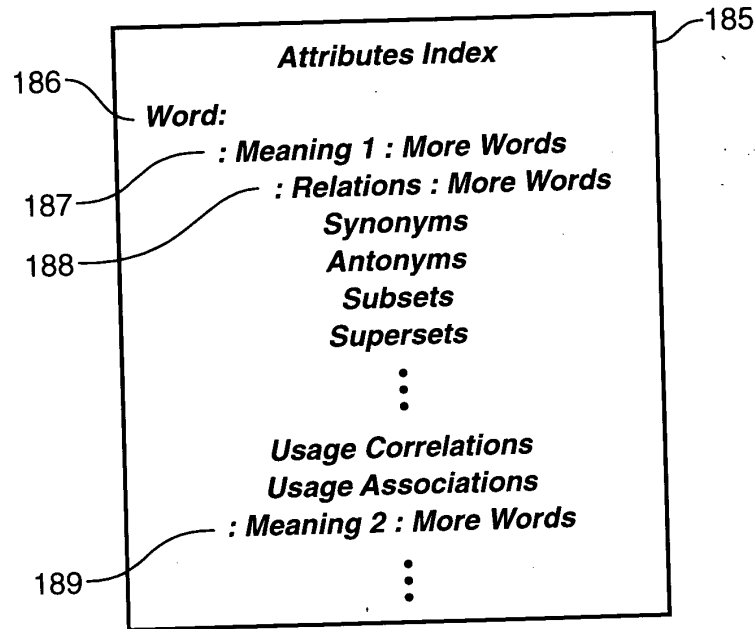 185
Attributes Index
186
Word:
: Meaning 1 : More Words
187
: Relations : More Words
188
Synonyms
Antonyms
Subsets
Supersets
Usage Correlations
Usage Associations
: Meaning 2 : More Words
189